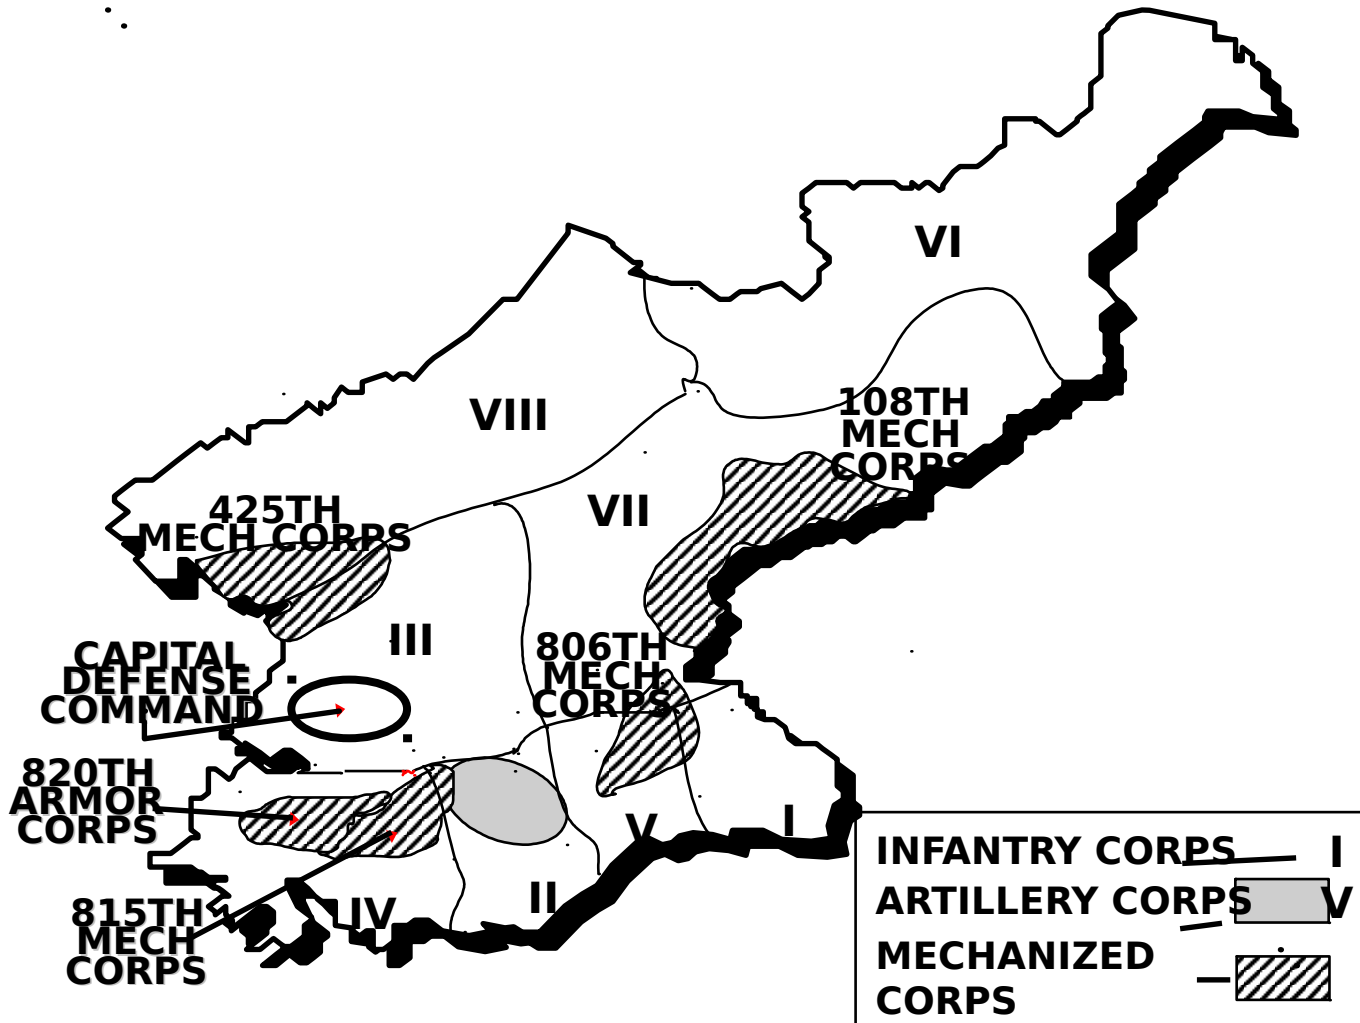 VI
VIII
108TH
MECH
CORPS
425TH
MECH CORPS
VII
III
806TH
MECH
CORPS
CAPITAL
DEFENSE
COMMAND
820TH
ARMOR
CORPS
V
I
815TH
MECH
CORPS
IV
II
INFANTRY CORPS I
ARTILLERY CORPS V
MECHANIZED
CORPS